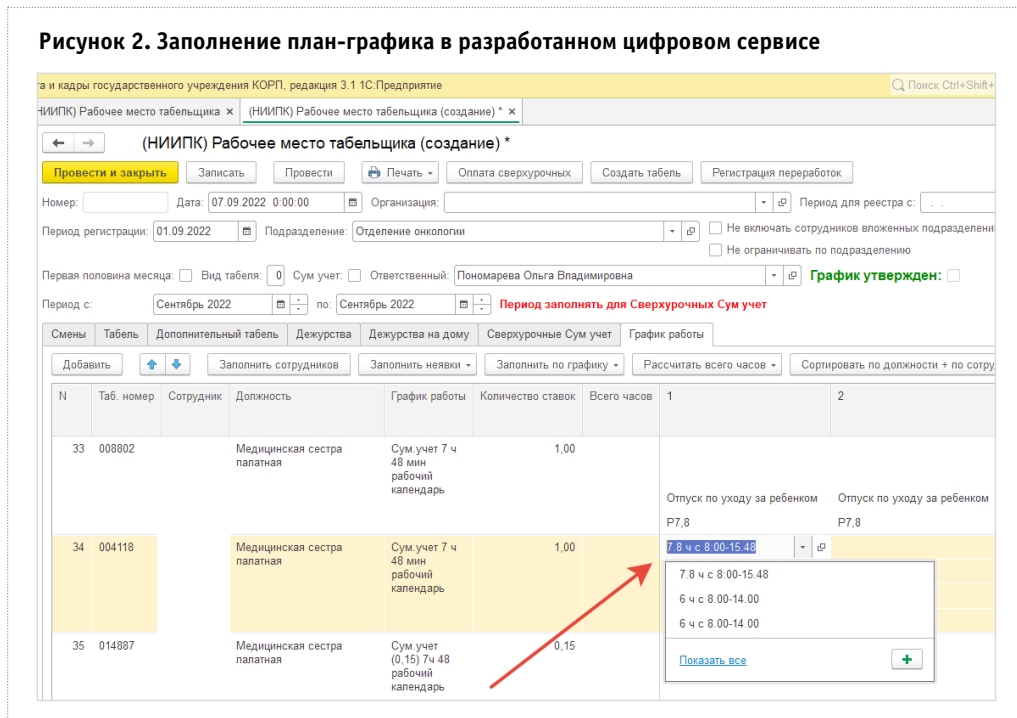 Рисунок 2. Заполнение план-графика в разработанном цифровом сервисе
та и кадры государственного учреждения КОРП, редакция 3.1 1С:Предприятие
Поиск Ctrl+Shift+
(НИИПК) Рабочее место табельщика ×
(НИИПК) Рабочее место табельщика (создание) * ×
(НИИПК) Рабочее место табельщика (создание) *
Провести и закрыть
Записать
Провести
Печать
Оплата сверхурочных
Создать табель
Регистрация переработок
Номер:
Дата: 07.09.2022 0:00:00
Организация:
Период для реестра с: . .
Период регистрации: 01.09.2022
Подразделение: Отделение онкологии
Не включать сотрудников вложенных подразделени
Не ограничивать по подразделению
Первая половина месяца:
Вид табеля: 0
Сум учет:
Ответственный: Пономарева Ольга Владимировна
График утвержден:
Период с: Сентябрь 2022
по: Сентябрь 2022
Период заполнять для Сверхурочных Сум учет
Смены
Табель
Дополнительный табель
Дежурства
Дежурства на дому
Сверхурочные Сум учет
График работы
Добавить
Заполнить сотрудников
Заполнить неявки
Заполнить по графику
Рассчитать всего часов
Сортировать по должности + по сотру
N
Таб. номер
Сотрудник
Должность
График работы
Количество ставок
Всего часов
1
2
33
008802
Медицинская сестра
палатная
Сум.учет 7 ч
48 мин
рабочий
календарь
1,00
Отпуск по уходу за ребенком
Р7,8
Отпуск по уходу за ребенком
Р7,8
34
004118
Медицинская сестра
палатная
Сум.учет 7 ч
48 мин
рабочий
календарь
1,00
7.8 ч с 8:00-15.48
7.8 ч с 8:00-15.48
6 ч с 8.00-14.00
6 ч с 8.00-14.00
Показать все
35
014887
Медицинская сестра
палатная
Сум.учет
(0,15) 7ч 48
рабочий
календарь
0,15